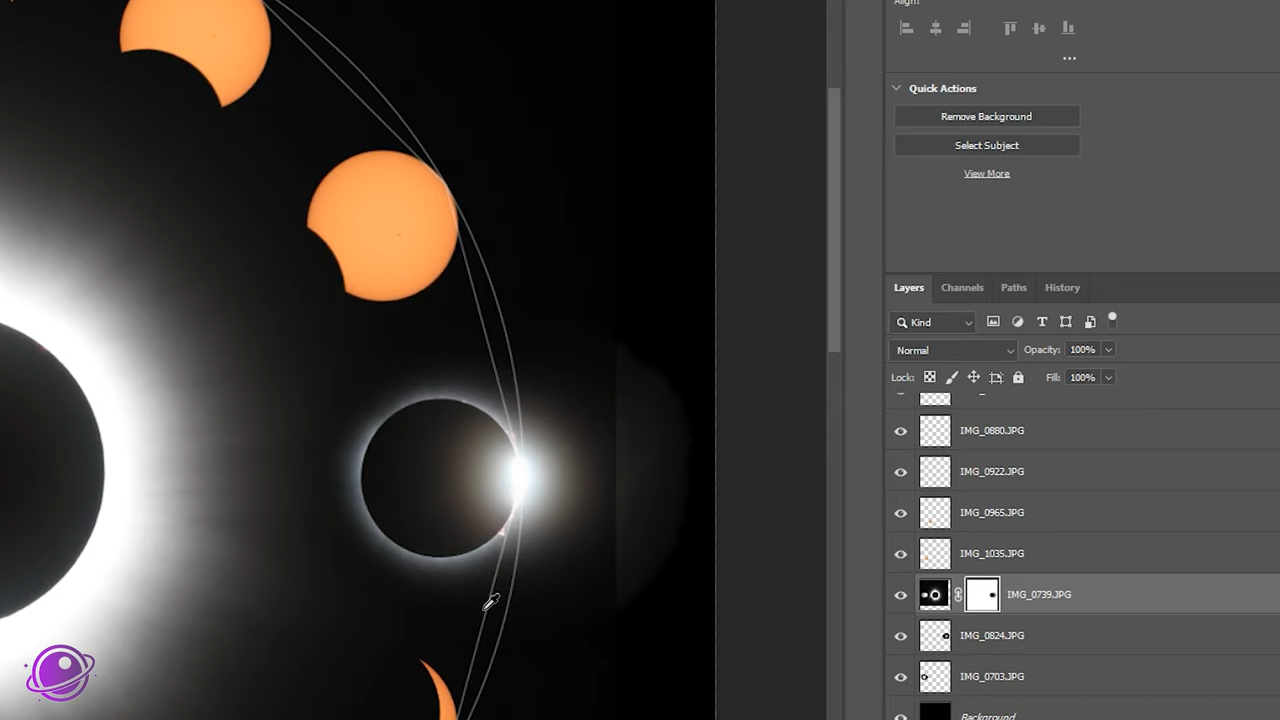 Align:
Quick Actions
Remove Background
Select Subject
View More
Layers Channels Paths History
Kind
Normal Opacity: 100%
Lock: Fill: 100%
IMG_0880.JPG
IMG_0922.JPG
IMG_0965.JPG
IMG_1035.JPG
IMG_0739.JPG
IMG_0824.JPG
IMG_0703.JPG
Background